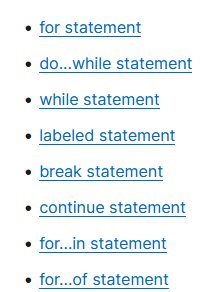 • for statement
• do...while statement
• while statement
• labeled statement
• break statement
• continue statement
• for...in statement
• for...of statement